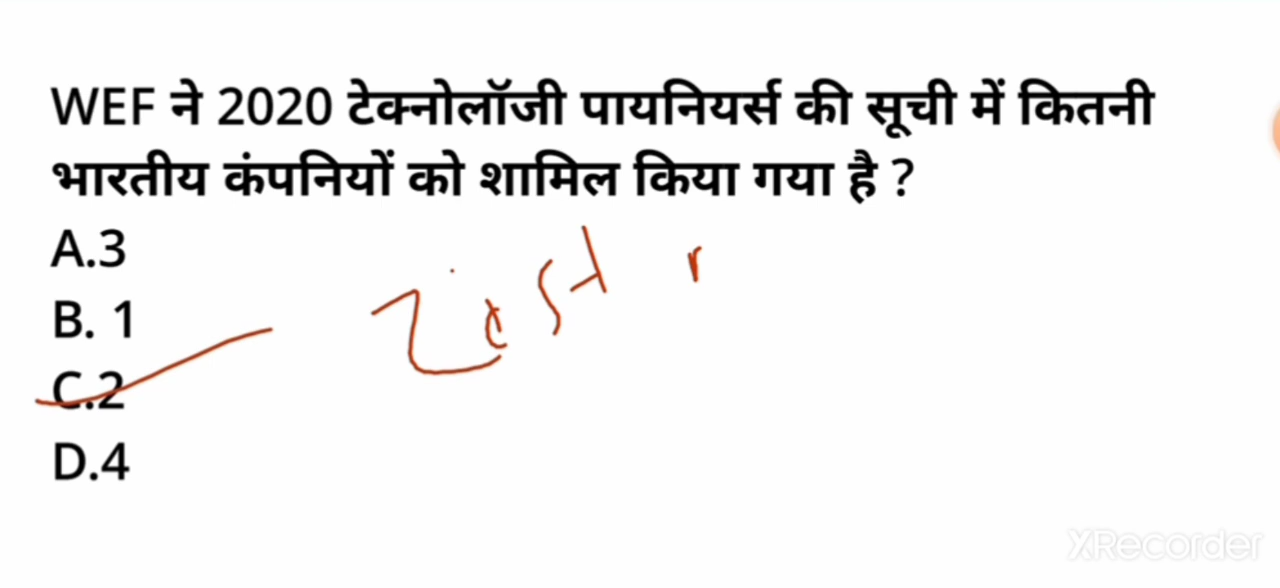 WEF ने 2020 टेक्नोलॉजी पायनियर्स की सूची में कितनी
भारतीय कंपनियों को शामिल किया गया है ?
A.3
B. 1
C.2
D.4
XRecorder